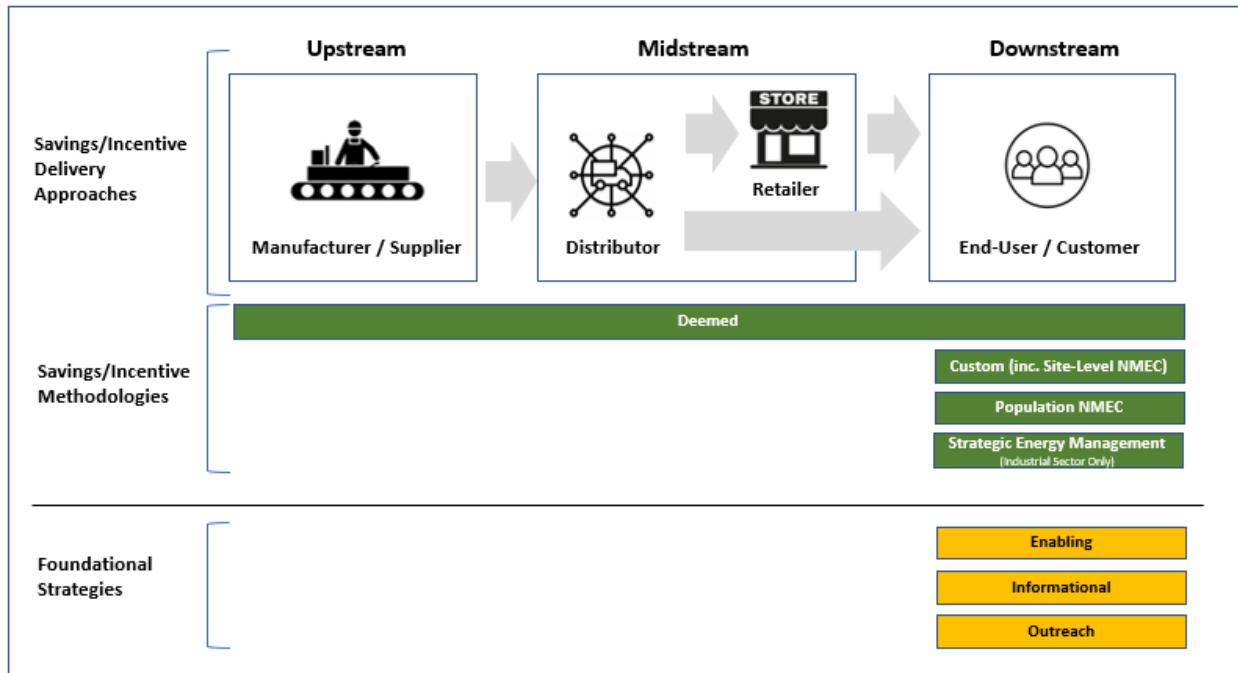 Upstream
Midstream
Downstream
Savings/Incentive
Delivery
Approaches
STORE
Retailer
Manufacturer / Supplier
Distributor
End-User / Customer
Deemed
Savings/Incentive
Methodologies
Custom (inc. Site-Level NMEC)
Population NMEC
Strategic Energy Management
(Industrial Sector Only)
Foundational
Strategies
Enabling
Informational
Outreach